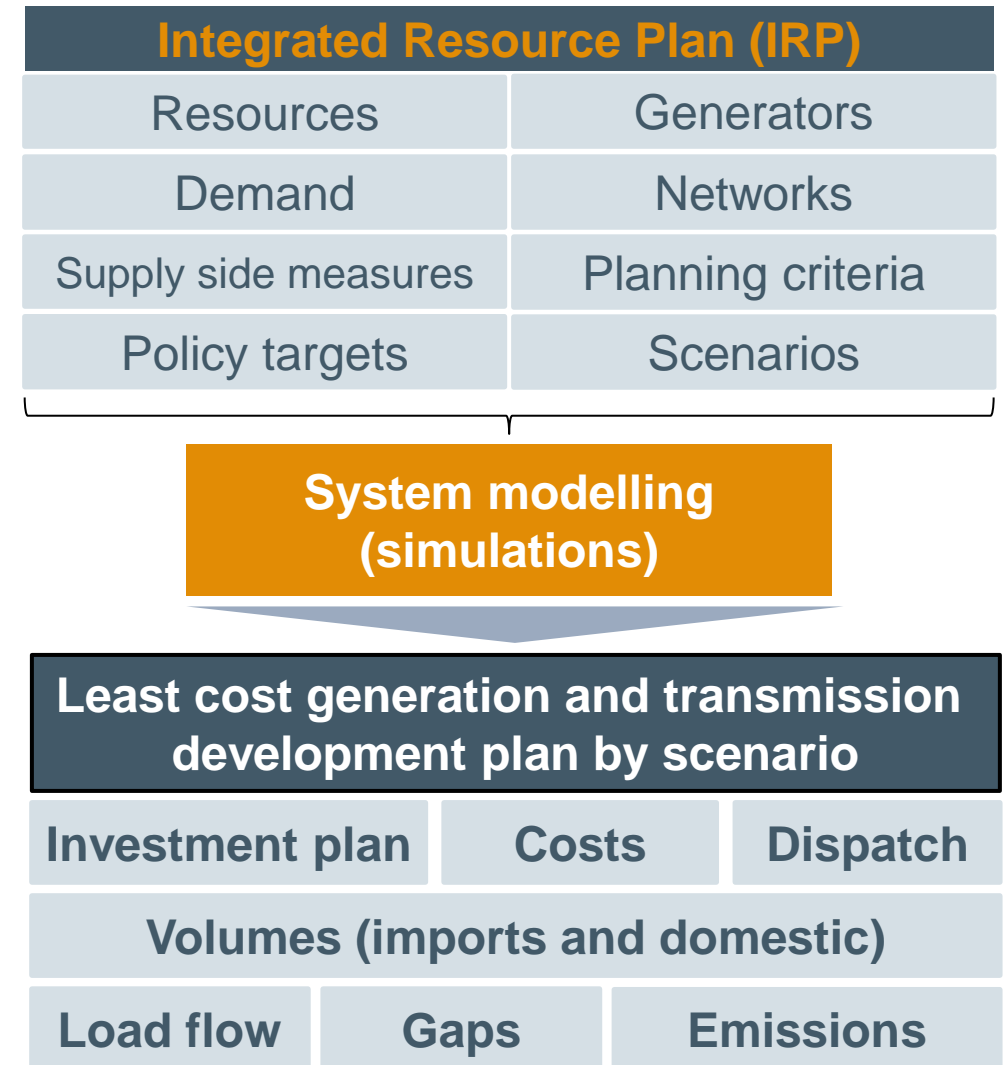 Integrated Resource Plan (IRP)
Resources
Generators
Demand
Networks
Supply side measures
Planning criteria
Policy targets
Scenarios
System modelling
(simulations)
Least cost generation and transmission
development plan by scenario
Investment plan
Costs
Dispatch
Volumes (imports and domestic)
Load flow
Gaps
Emissions